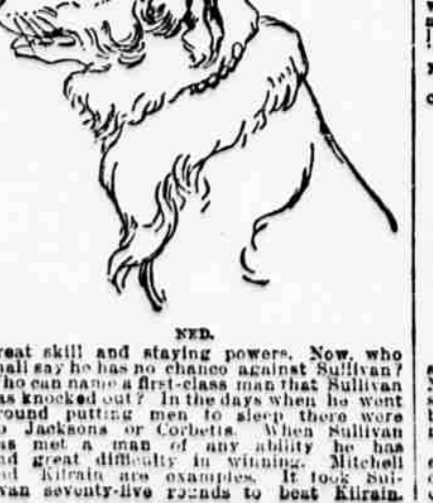 NED.
reat skill and staying powers. Now, who
hall say he has no chance against Sullivan?
ho can name a first-class man that Sullivan
as knocked out? In the days when he went
round putting men to sleep there were
o Jacksons or Corbetts. When Sullivan
as met a man of any ability he has
ad great difficulty in winning. Mitchell
nd Kilrain are examples. It took Sul-
van seventy-five rounds to beat Kilrain.